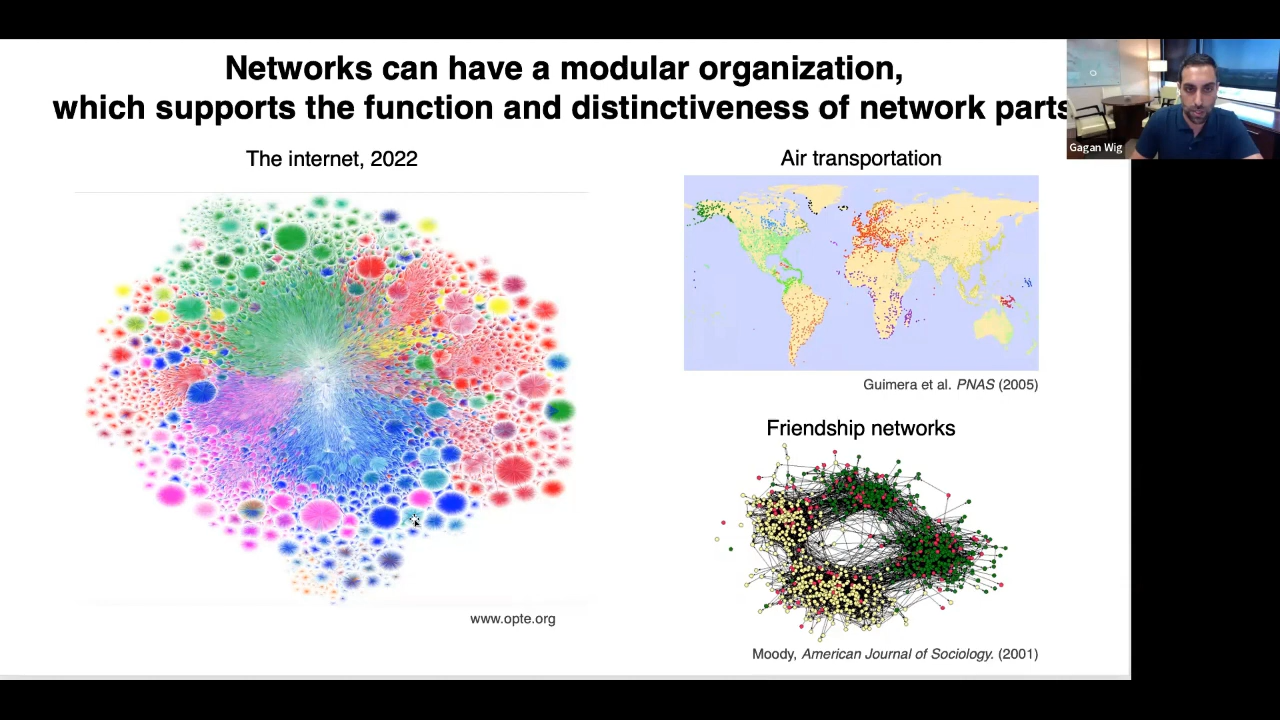 Networks can have a modular organization,
which supports the function and distinctiveness of network parts
Gagan Wig
The internet, 2022
Air transportation
Guimera et al. PNAS (2005)
Friendship networks
www.opte.org
Moody, American Journal of Sociology. (2001)